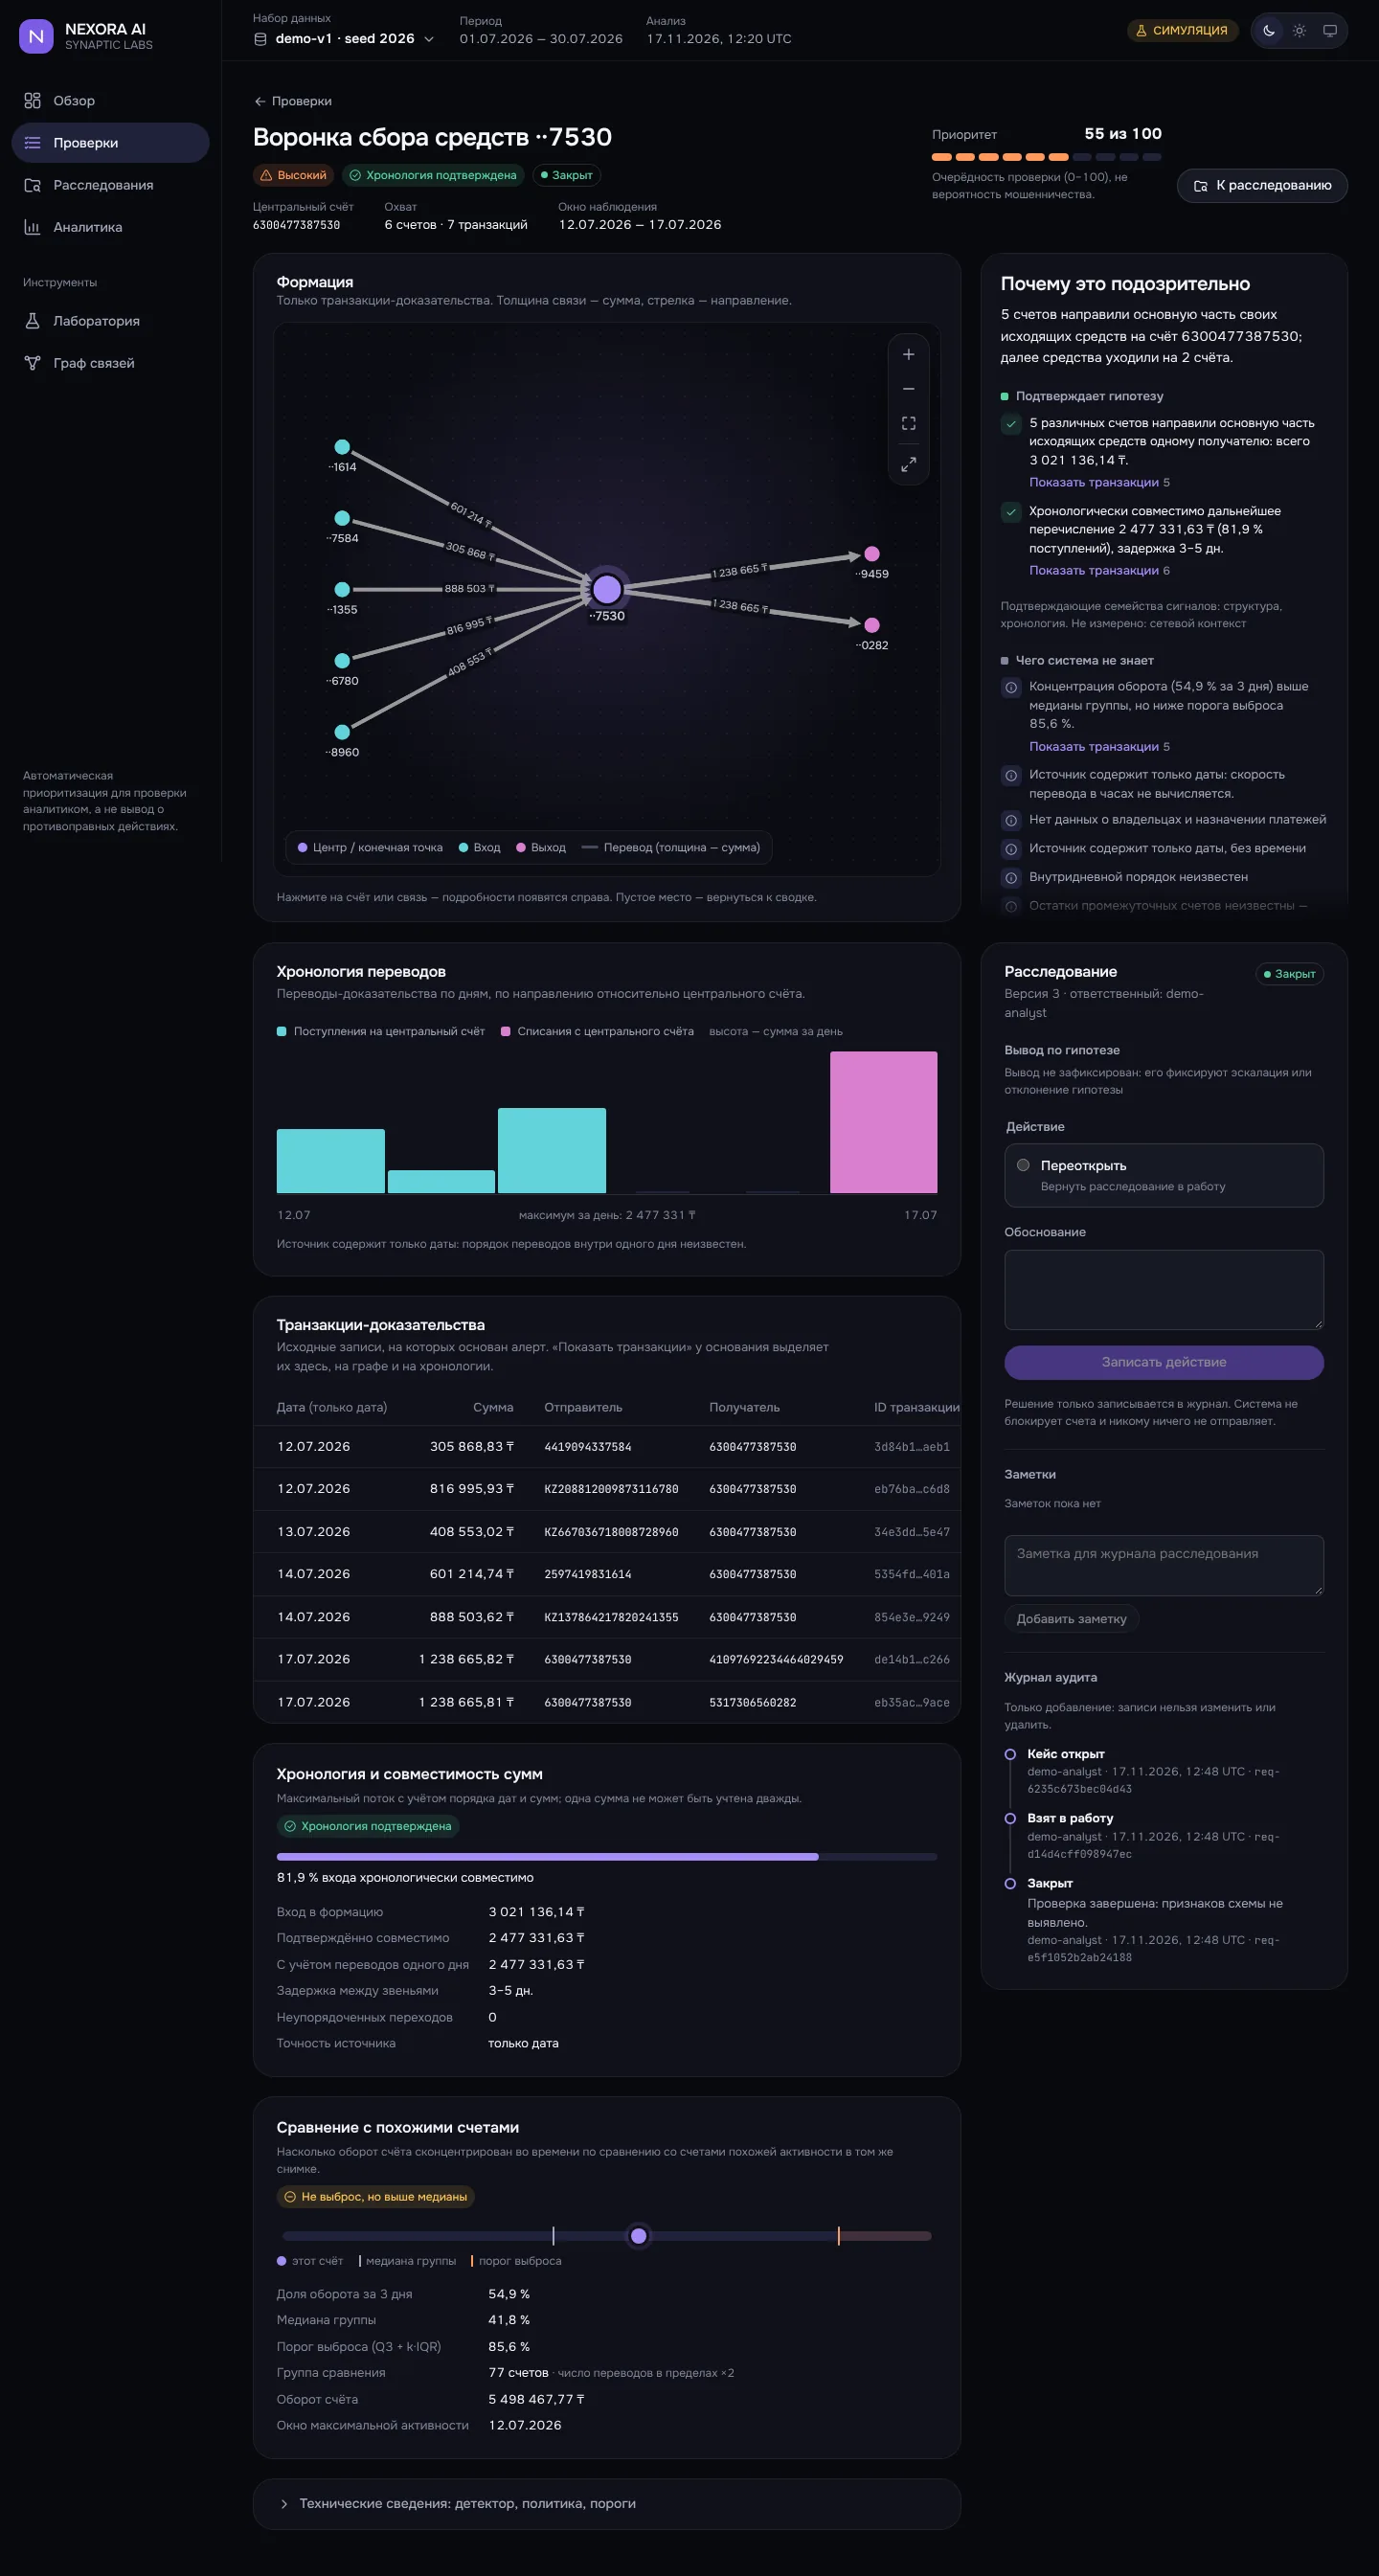 NEXORA AI
SYNAPTIC LABS
Обзор
Проверки
Расследования
Аналитика
Инструменты
Лаборатория
Граф связей
Автоматическая
приоритизация для проверки
аналитиком, а не вывод о
противоправных действиях.
Набор данных
demo-v1 · seed 2026
Период
01.07.2026 — 30.07.2026
Анализ
17.11.2026, 12:20 UTC
СИМУЛЯЦИЯ
← Проверки
Воронка сбора средств ··7530
Высокий
Хронология подтверждена
Закрыт
Центральный счёт
6300477387530
Охват
6 счетов · 7 транзакций
Окно наблюдения
12.07.2026 — 17.07.2026
Приоритет
55 из 100
Очерёдность проверки (0–100), не
вероятность мошенничества.
К расследованию
Формация
Только транзакции-доказательства. Толщина связи — сумма, стрелка — направление.
··1614
··7584
··1355
··6780
··8960
601 214 ₸
305 868 ₸
888 503 ₸
816 995 ₸
408 553 ₸
··7530
1 238 665 ₸
1 238 665 ₸
··9459
··0282
Центр / конечная точка
Вход
Выход
Перевод (толщина — сумма)
Нажмите на счёт или связь — подробности появятся справа. Пустое место — вернуться к сводке.
Почему это подозрительно
5 счетов направили основную часть своих
исходящих средств на счёт 6300477387530;
далее средства уходили на 2 счёта.
Подтверждает гипотезу
5 различных счетов направили основную часть
исходящих средств одному получателю: всего
3 021 136,14 ₸.
Показать транзакции 5
Хронологически совместимо дальнейшее
перечисление 2 477 331,63 ₸ (81,9 %
поступлений), задержка 3–5 дн.
Показать транзакции 6
Подтверждающие семейства сигналов: структура,
хронология. Не измерено: сетевой контекст
Чего система не знает
Концентрация оборота (54,9 % за 3 дня) выше
медианы группы, но ниже порога выброса
85,6 %.
Показать транзакции 5
Источник содержит только даты: скорость
перевода в часах не вычисляется.
Нет данных о владельцах и назначении платежей
Источник содержит только даты, без времени
Внутридневной порядок неизвестен
Остатки промежуточных счетов неизвестны —
Хронология переводов
Переводы-доказательства по дням, по направлению относительно центрального счёта.
Поступления на центральный счёт
Списания с центрального счёта
высота — сумма за день
12.07
максимум за день: 2 477 331 ₸
17.07
Источник содержит только даты: порядок переводов внутри одного дня неизвестен.
Транзакции-доказательства
Исходные записи, на которых основан алерт. «Показать транзакции» у основания выделяет
их здесь, на графе и на хронологии.
Дата (только дата) Сумма Отправитель Получатель ID транзакции
12.07.2026 305 868,83 ₸ 4419094337584 6300477387530 3d84b1…aeb1
12.07.2026 816 995,93 ₸ KZ208812009873116780 6300477387530 eb76ba…c6d8
13.07.2026 408 553,02 ₸ KZ667036718008728960 6300477387530 34e3dd…5e47
14.07.2026 601 214,74 ₸ 2597419831614 6300477387530 5354fd…401a
14.07.2026 888 503,62 ₸ KZ137864217820241355 6300477387530 854e3e…9249
17.07.2026 1 238 665,82 ₸ 6300477387530 41097692234464029459 de14b1…c266
17.07.2026 1 238 665,81 ₸ 6300477387530 5317306560282 eb35ac…9ace
Хронология и совместимость сумм
Максимальный поток с учётом порядка дат и сумм; одна сумма не может быть учтена дважды.
Хронология подтверждена
81,9 % входа хронологически совместимо
Вход в формацию 3 021 136,14 ₸
Подтверждённо совместимо 2 477 331,63 ₸
С учётом переводов одного дня 2 477 331,63 ₸
Задержка между звеньями 3–5 дн.
Неупорядоченных переходов 0
Точность источника только дата
Сравнение с похожими счетами
Насколько оборот счёта сконцентрирован во времени по сравнению со счетами похожей активности в том же
снимке.
Не выброс, но выше медианы
этот счёт
медиана группы
порог выброса
Доля оборота за 3 дня 54,9 %
Медиана группы 41,8 %
Порог выброса (Q3 + k·IQR) 85,6 %
Группа сравнения 77 счетов · число переводов в пределах ×2
Оборот счёта 5 498 467,77 ₸
Окно максимальной активности 12.07.2026
Технические сведения: детектор, политика, пороги
Расследование
Закрыт
Версия 3 · ответственный: demo-
analyst
Вывод по гипотезе
Вывод не зафиксирован: его фиксируют эскалация или
отклонение гипотезы
Действие
Переоткрыть
Вернуть расследование в работу
Обоснование
Записать действие
Решение только записывается в журнал. Система не
блокирует счета и никому ничего не отправляет.
Заметки
Заметок пока нет
Заметка для журнала расследования
Добавить заметку
Журнал аудита
Только добавление: записи нельзя изменить или
удалить.
Кейс открыт
demo-analyst · 17.11.2026, 12:48 UTC · req-
6235c673bec04d43
Взят в работу
demo-analyst · 17.11.2026, 12:48 UTC · req-
d14d4cff098947ec
Закрыт
Проверка завершена: признаков схемы не
выявлено.
demo-analyst · 17.11.2026, 12:48 UTC · req-
e5f1052b2ab24188